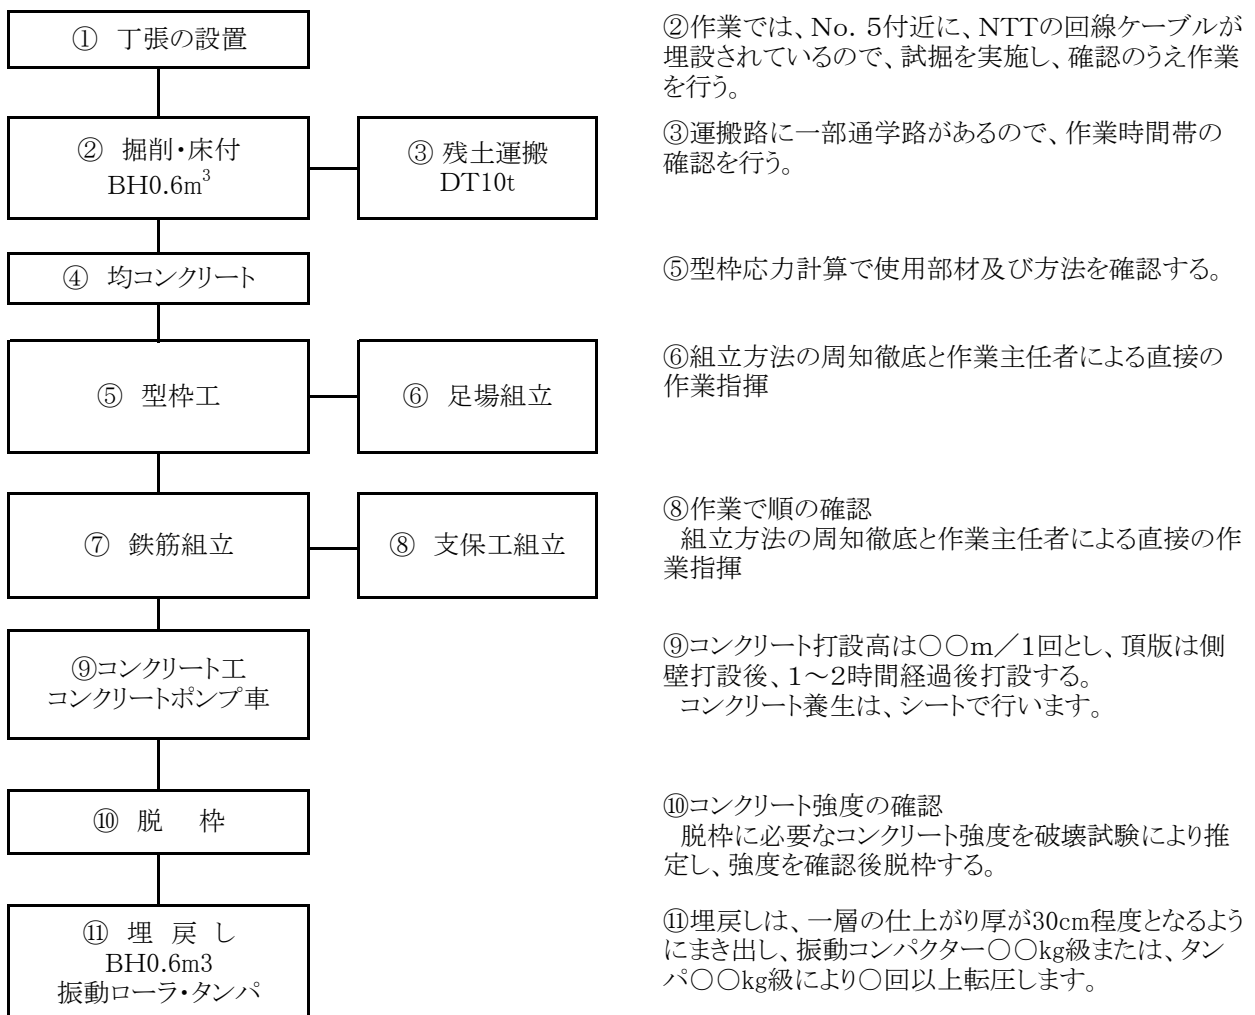 ① 丁張の設置
②作業では、No. 5付近に、NTTの回線ケーブルが
埋設されているので、試掘を実施し、確認のうえ作業
を行う。
② 掘削・床付
BH0.6m³
③ 残土運搬
DT10t
③運搬路に一部通学路があるので、作業時間帯の
確認を行う。
④ 均コンクリート
⑤型枠応力計算で使用部材及び方法を確認する。
⑤ 型枠工
⑥ 足場組立
⑥組立方法の周知徹底と作業主任者による直接の
作業指揮
⑦ 鉄筋組立
⑧ 支保工組立
⑧作業で順の確認
組立方法の周知徹底と作業主任者による直接の作
業指揮
⑨コンクリート工
コンクリートポンプ車
⑨コンクリート打設高は○○m/1回とし、頂版は側
壁打設後、1~2時間経過後打設する。
コンクリート養生は、シートで行います。
⑩ 脱 枠
⑩コンクリート強度の確認
脱枠に必要なコンクリート強度を破壊試験により推
定し、強度を確認後脱枠する。
⑪ 埋 戻 し
BH0.6m3
振動ローラ・タンパ
⑪埋戻しは、一層の仕上がり厚が30cm程度となるよう
にまき出し、振動コンパクター○○kg級または、タン
パ○○kg級により○回以上転圧します。